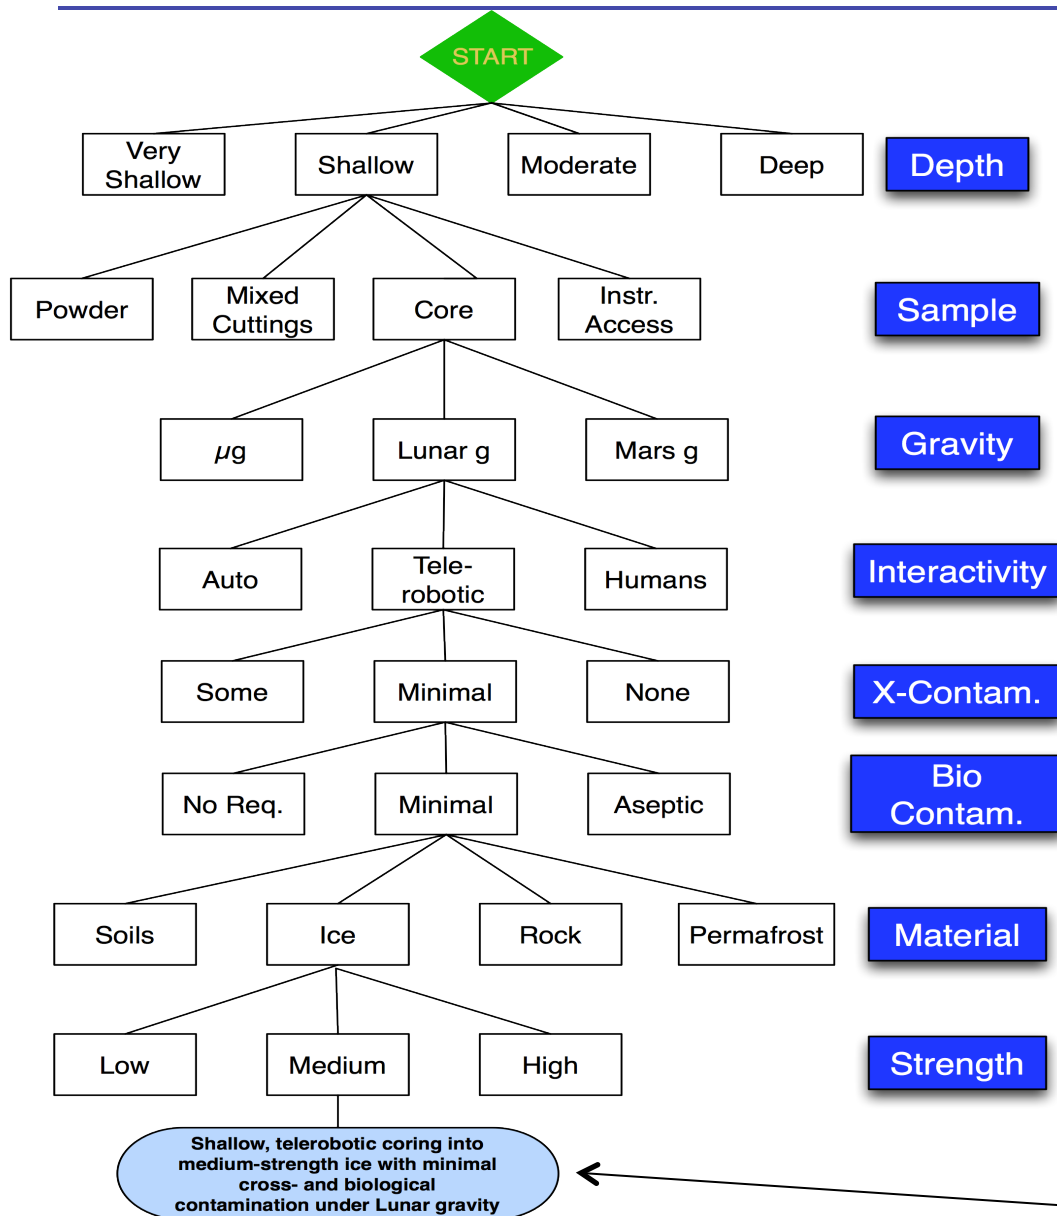 START
Very
Shallow
Shallow
Moderate
Deep
Depth
Powder
Mixed
Cuttings
Core
Instr.
Access
Sample
µg
Lunar g
Mars g
Gravity
Auto
Tele-
robotic
Humans
Interactivity
Some
Minimal
None
X-Contam.
No Req.
Minimal
Aseptic
Bio
Contam.
Soils
Ice
Rock
Permafrost
Material
Low
Medium
High
Strength
Shallow, telerobotic coring into
medium-strength ice with minimal
cross- and biological
contamination under Lunar gravity